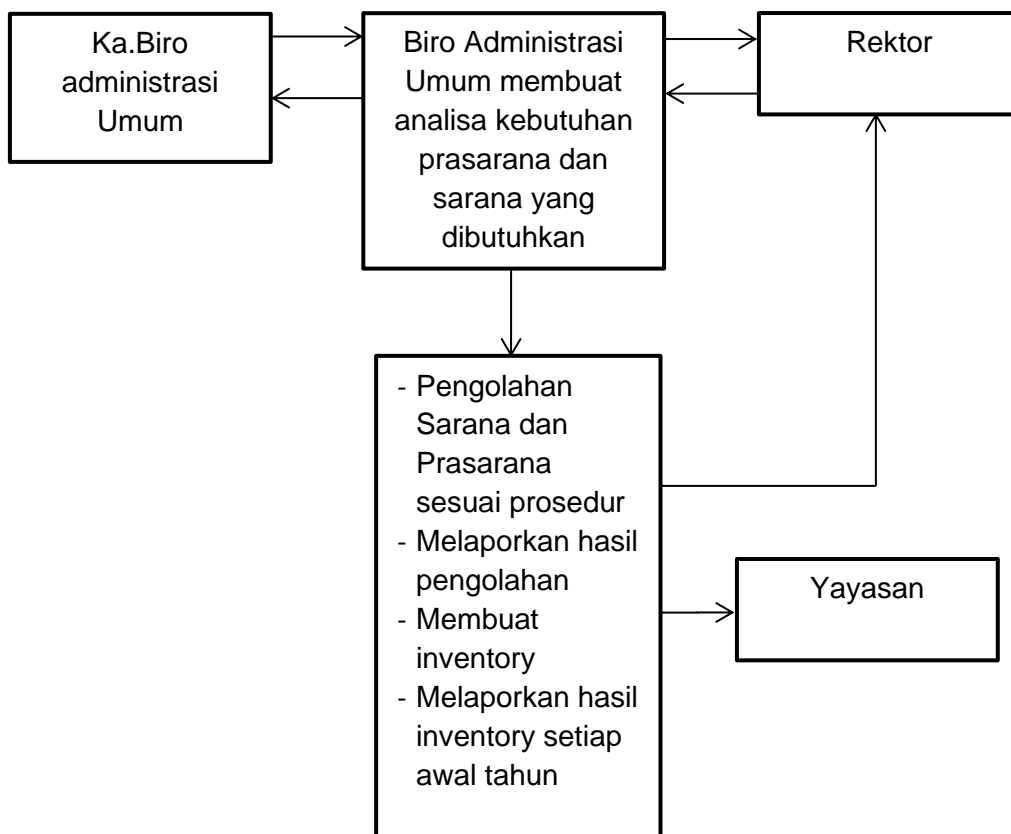 Ka.Biro
administrasi
Umum
Biro Administrasi
Umum membuat
analisa kebutuhan
prasarana dan
sarana yang
dibutuhkan
Rektor
- Pengolahan
Sarana dan
Prasarana
sesuai prosedur
- Melaporkan hasil
pengolahan
- Membuat
inventory
- Melaporkan hasil
inventory setiap
awal tahun
Yayasan